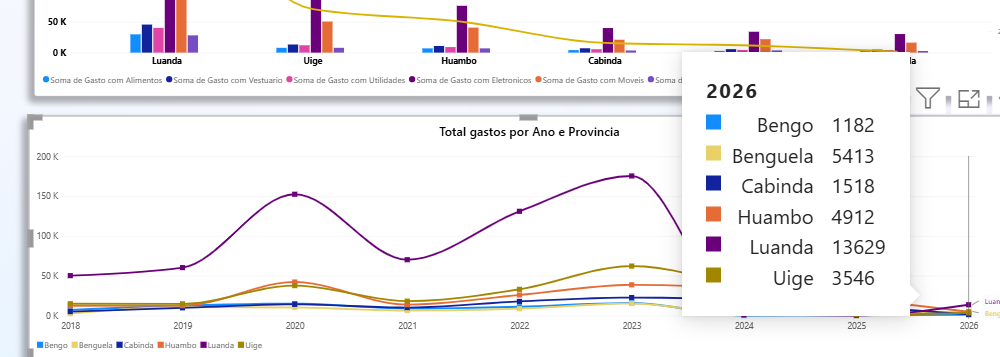 50 K
0 K
Luanda Uige Huambo Cabinda
Soma de Gasto com Alimentos Soma de Gasto com Vestuario Soma de Gasto com Utilidades Soma de Gasto com Eletronicos Soma de Gasto com Moveis Soma d
Total gastos por Ano e Provincia
200 K
150 K
100 K
50 K
0 K
2018 2019 2020 2021 2022 2023 2024 2025 2026
Bengo Benguela Cabinda Huambo Luanda Uige
2026
Bengo 1182
Benguela 5413
Cabinda 1518
Huambo 4912
Luanda 13629
Uige 3546
Luan
Beng